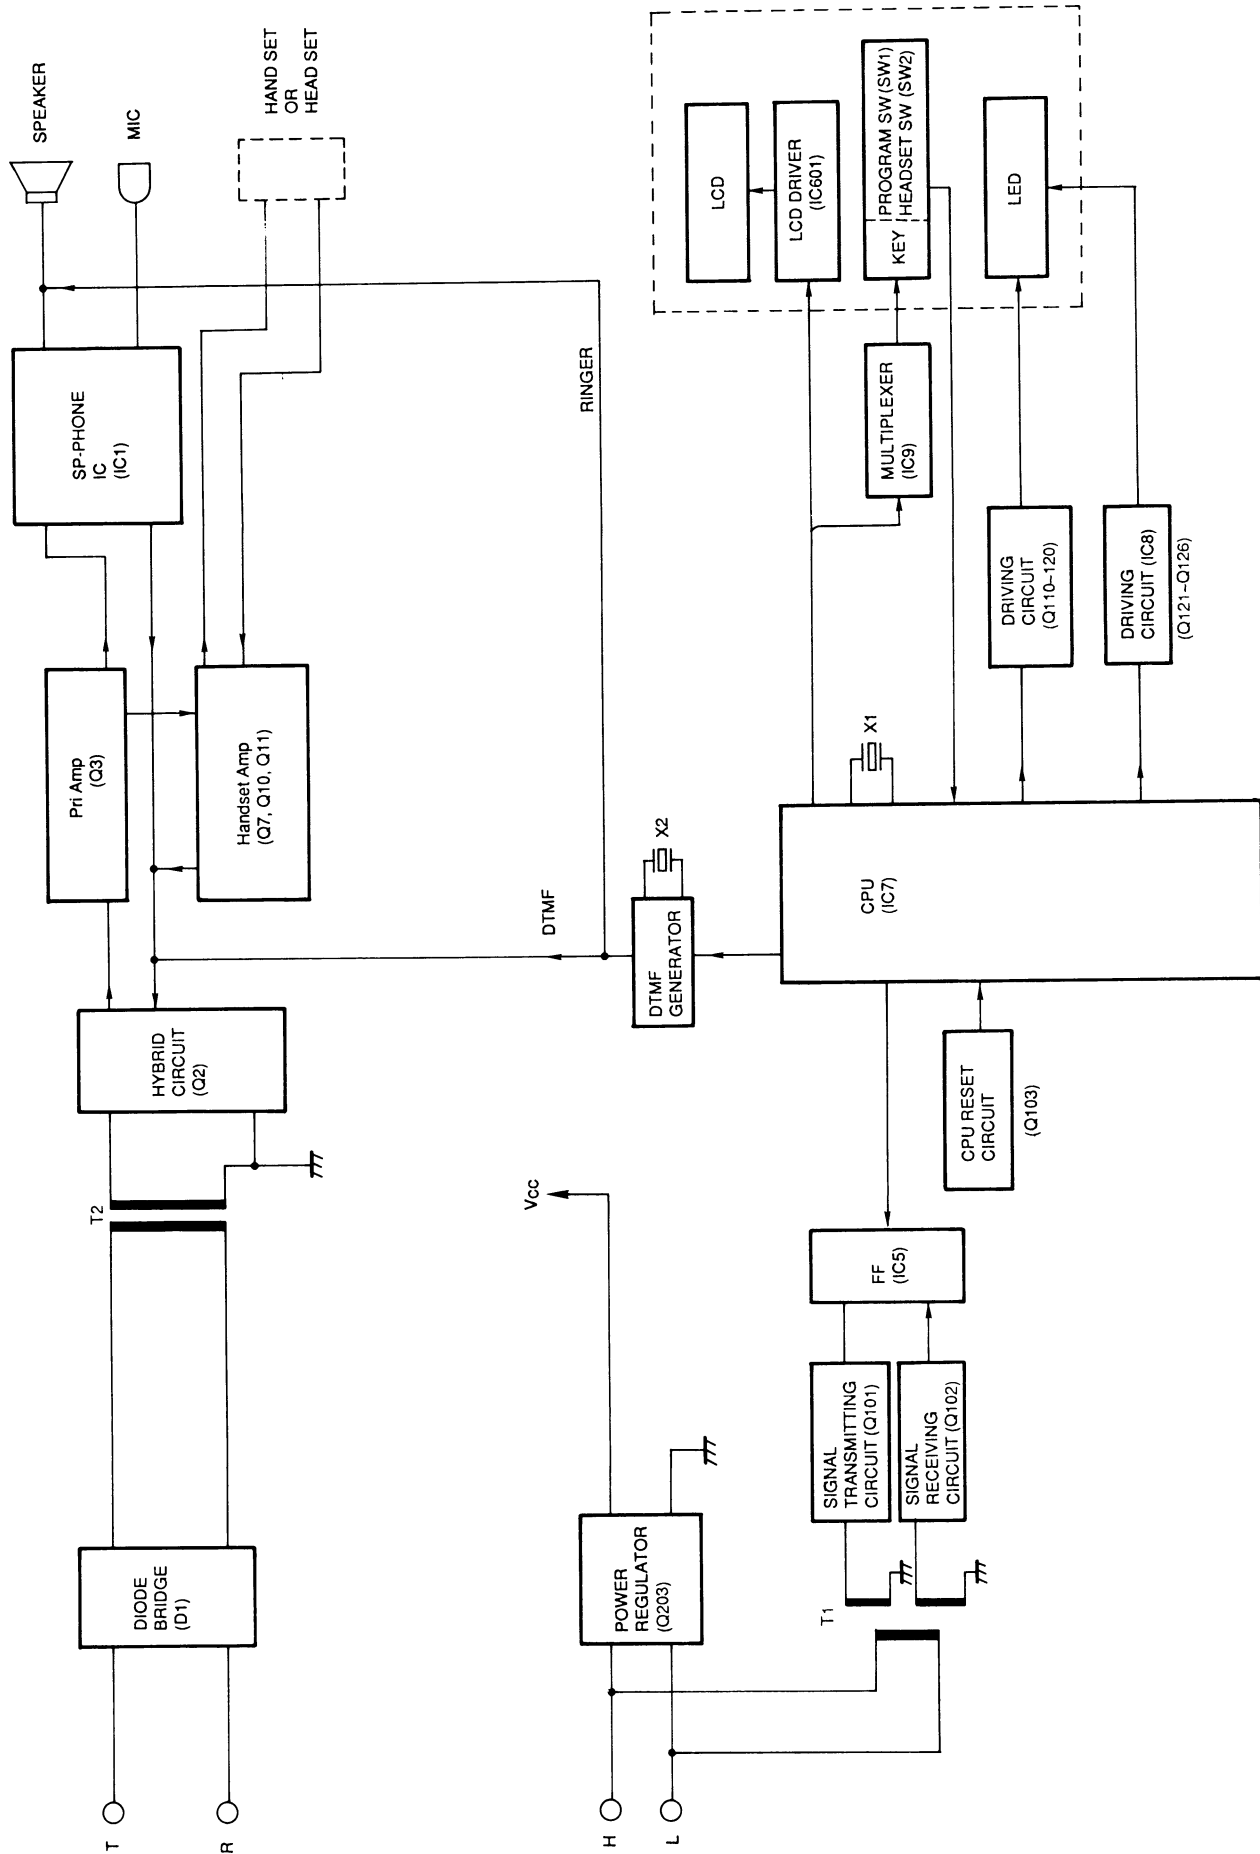 SPEAKER
MIC
HAND SET
OR
HEAD SET
SP-PHONE
IC
(IC1)
Pri Amp
(Q3)
Handset Amp
(Q7, Q10, Q11)
HYBRID
CIRCUIT
(Q2)
T2
DIODE
BRIDGE
(D1)
T
R
RINGER
DTMF
DTMF
GENERATOR
X2
Vcc
POWER
REGULATOR
(Q203)
H
L
T1
SIGNAL
TRANSMITTING
CIRCUIT (Q101)
SIGNAL
RECEIVING
CIRCUIT (Q102)
FF
(IC5)
CPU RESET
CIRCUIT
(Q103)
CPU
(IC7)
X1
LCD
LCD DRIVER
(IC601)
KEY
PROGRAM SW (SW1)
HEADSET SW (SW2)
MULTIPLEXER
(IC9)
LED
DRIVING
CIRCUIT
(Q110~120)
DRIVING
CIRCUIT (IC8)
(Q121~Q126)